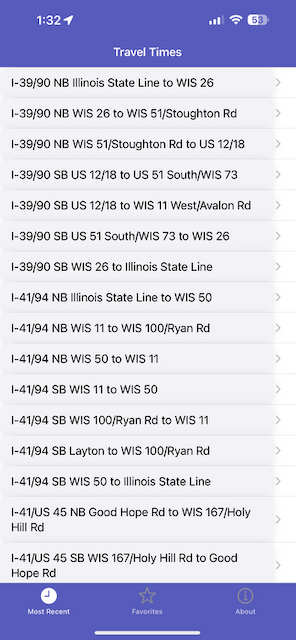 1:32
53
Travel Times
I-39/90 NB Illinois State Line to WIS 26
I-39/90 NB WIS 26 to WIS 51/Stoughton Rd
I-39/90 NB WIS 51/Stoughton Rd to US 12/18
I-39/90 SB US 12/18 to US 51 South/WIS 73
I-39/90 SB US 12/18 to WIS 11 West/Avalon Rd
I-39/90 SB US 51 South/WIS 73 to WIS 26
I-39/90 SB WIS 26 to Illinois State Line
I-41/94 NB Illinois State Line to WIS 50
I-41/94 NB WIS 11 to WIS 100/Ryan Rd
I-41/94 NB WIS 50 to WIS 11
I-41/94 SB WIS 11 to WIS 50
I-41/94 SB WIS 100/Ryan Rd to WIS 11
I-41/94 SB Layton to WIS 100/Ryan Rd
I-41/94 SB WIS 50 to Illinois State Line
I-41/US 45 NB Good Hope Rd to WIS 167/Holy
Hill Rd
I-41/US 45 SB WIS 167/Holy Hill Rd to Good
Hope Rd
Most Recent
Favorites
About